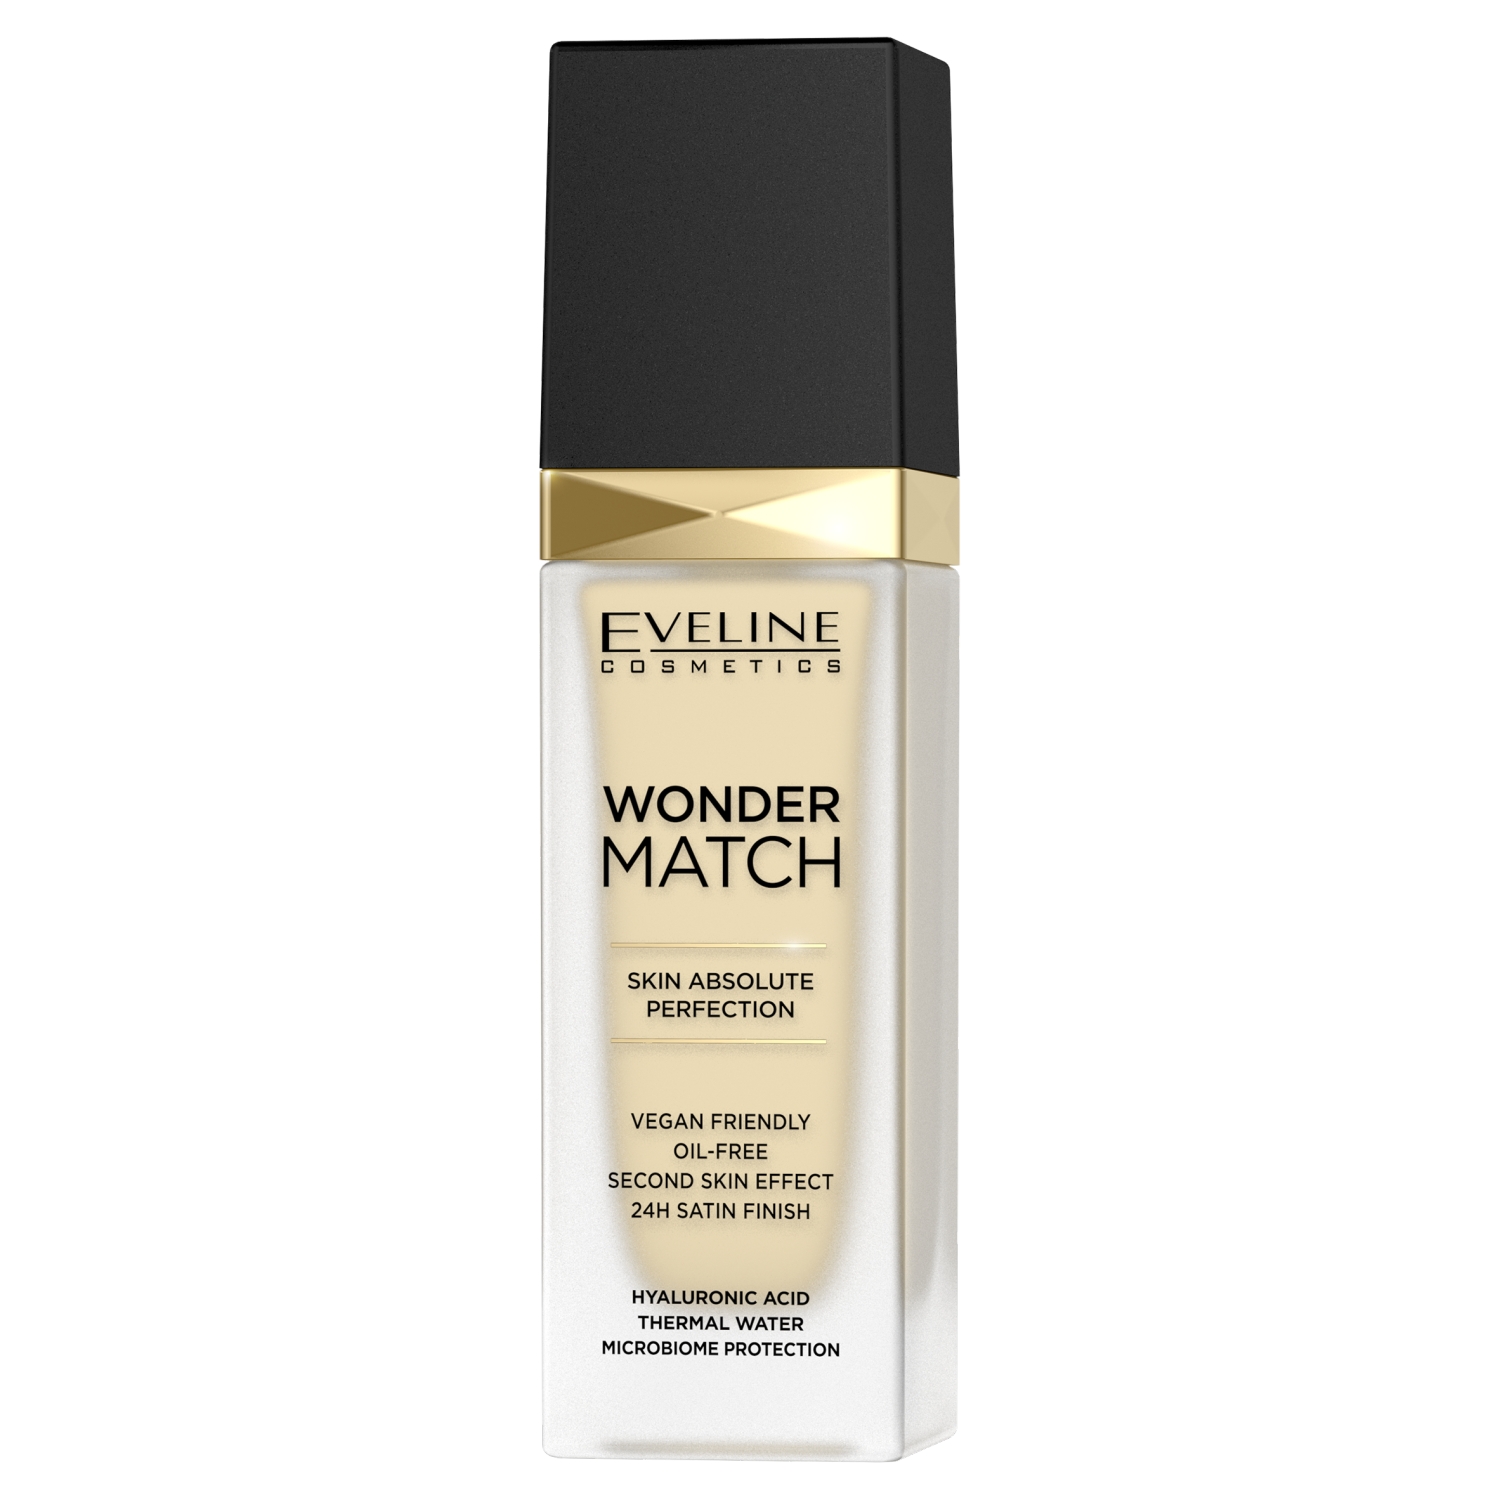 EVELINE
COSMETICS
WONDER
MATCH
SKIN ABSOLUTE
PERFECTION
VEGAN FRIENDLY
OIL-FREE
SECOND SKIN EFFECT
24H SATIN FINISH
HYALURONIC ACID
THERMAL WATER
MICROBIOME PROTECTION